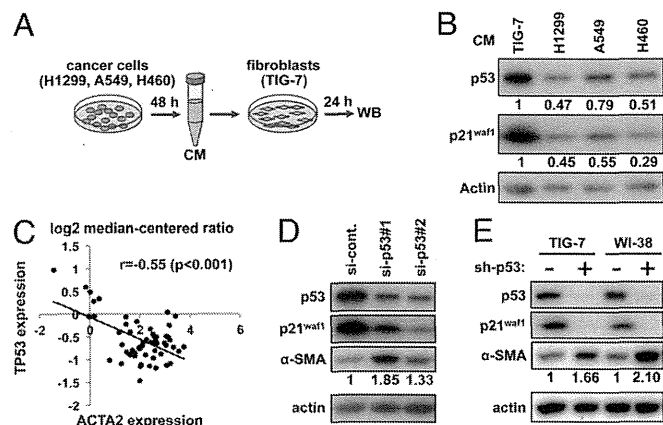 A
cancer cells
(H1299, A549, H460)
fibroblasts
(TIG-7)
48 h
24 h
WB
CM
B
CM
TIG-7
H1299
A549
H460
p53
1 0.47 0.79 0.51
p21waf1
1 0.45 0.55 0.29
Actin
C
log2 median-centered ratio
r=-0.55 (p<0.001)
TP53 expression
1.5
1
0.5
0
-0.5
-1
-1.5
-2
-2 0 2 4 6
ACTA2 expression
D
si-cont.
si-p53#1
si-p53#2
p53
p21waf1
α-SMA
1 1.85 1.33
actin
E
TIG-7 WI-38
sh-p53: - + - +
p53
p21waf1
α-SMA
1 1.66 1 2.10
actin